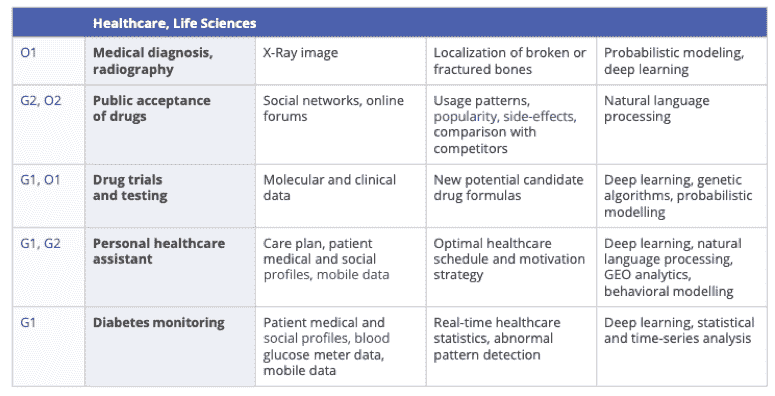 Healthcare, Life Sciences
O1
Medical diagnosis,
radiography
X-Ray image
Localization of broken or
fractured bones
Probabilistic modeling,
deep learning
G2, O2
Public acceptance
of drugs
Social networks, online
forums
Usage patterns,
popularity, side-effects,
comparison with
competitors
Natural language
processing
G1, O1
Drug trials
and testing
Molecular and clinical
data
New potential candidate
drug formulas
Deep learning, genetic
algorithms, probabilistic
modelling
G1, G2
Personal healthcare
assistant
Care plan, patient
medical and social
profiles, mobile data
Optimal healthcare
schedule and motivation
strategy
Deep learning, natural
language processing,
GEO analytics,
behavioral modelling
G1
Diabetes monitoring
Patient medical and
social profiles, blood
glucose meter data,
mobile data
Real-time healthcare
statistics, abnormal
pattern detection
Deep learning, statistical
and time-series analysis